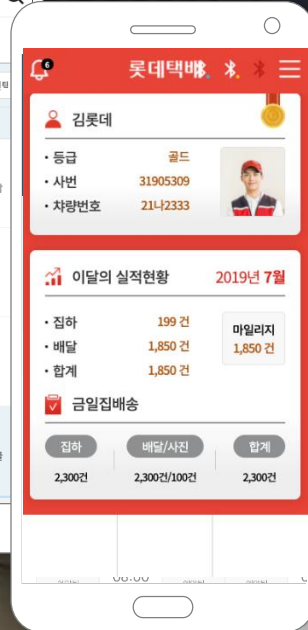 6
롯데택배
김롯데
· 등급 골드
· 사번 31905309
· 차량번호 21나2333
이달의 실적현황 2019년 7월
· 집하 199 건
· 배달 1,850 건
· 합계 1,850 건
마일리지
1,850 건
금일집배송
집하 배달/사진 합계
2,300건 2,300건/100건 2,300건